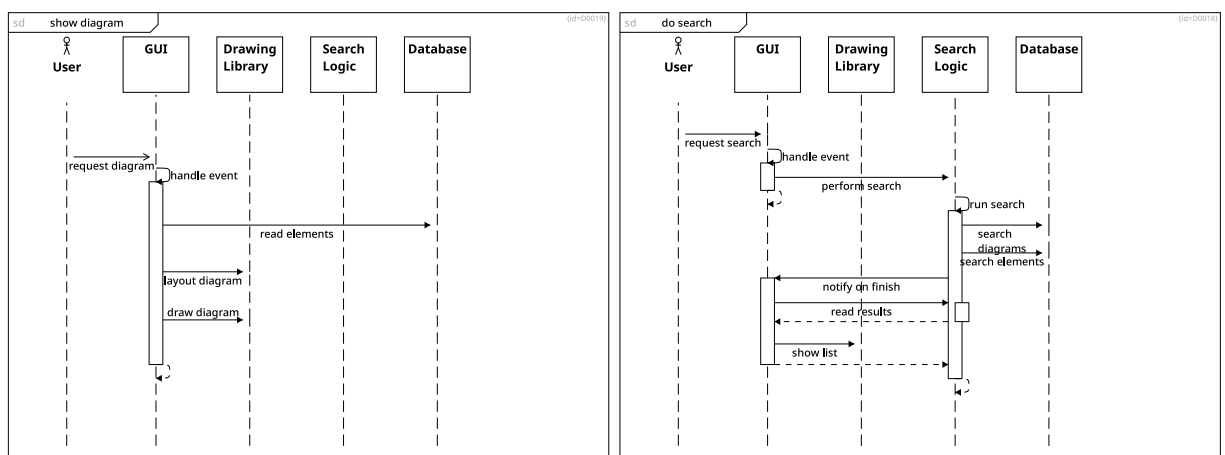 sd show diagram (id=D0019)
User
GUI
Drawing
Library
Search
Logic
Database
request diagram
handle event
read elements
layout diagram
draw diagram
sd do search (id=D0018)
User
GUI
Drawing
Library
Search
Logic
Database
request search
handle event
perform search
run search
search
diagrams
search elements
notify on finish
read results
show list